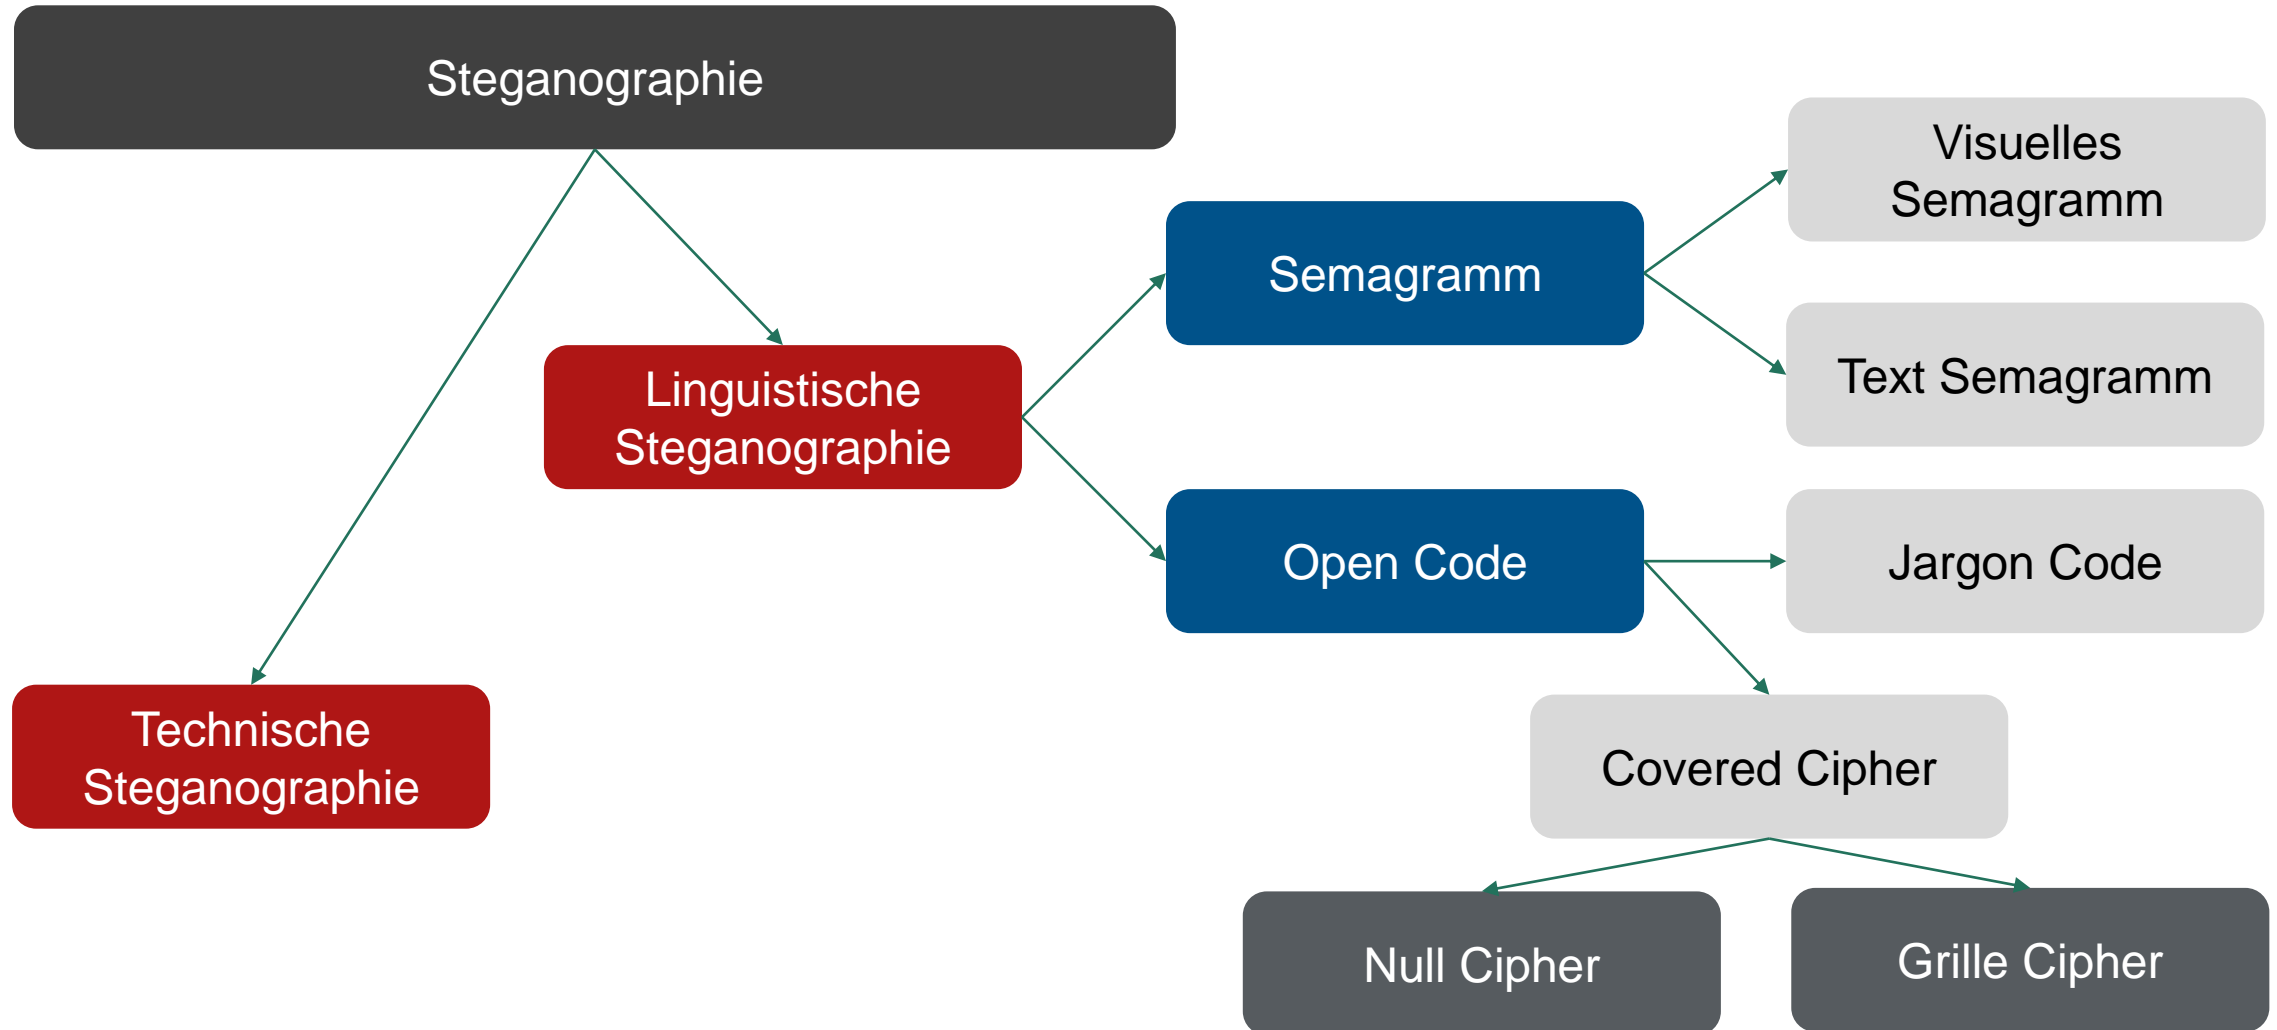 Steganographie
Visuelles
Semagramm
Semagramm
Text Semagramm
Linguistische
Steganographie
Open Code
Jargon Code
Technische
Steganographie
Covered Cipher
Null Cipher
Grille Cipher